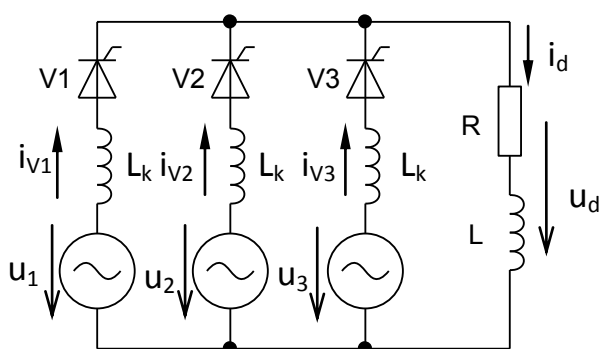 V1
V2
V3
i_d
R
i_V1
L_k
i_V2
L_k
i_V3
L_k
u_d
L
u_1
u_2
u_3